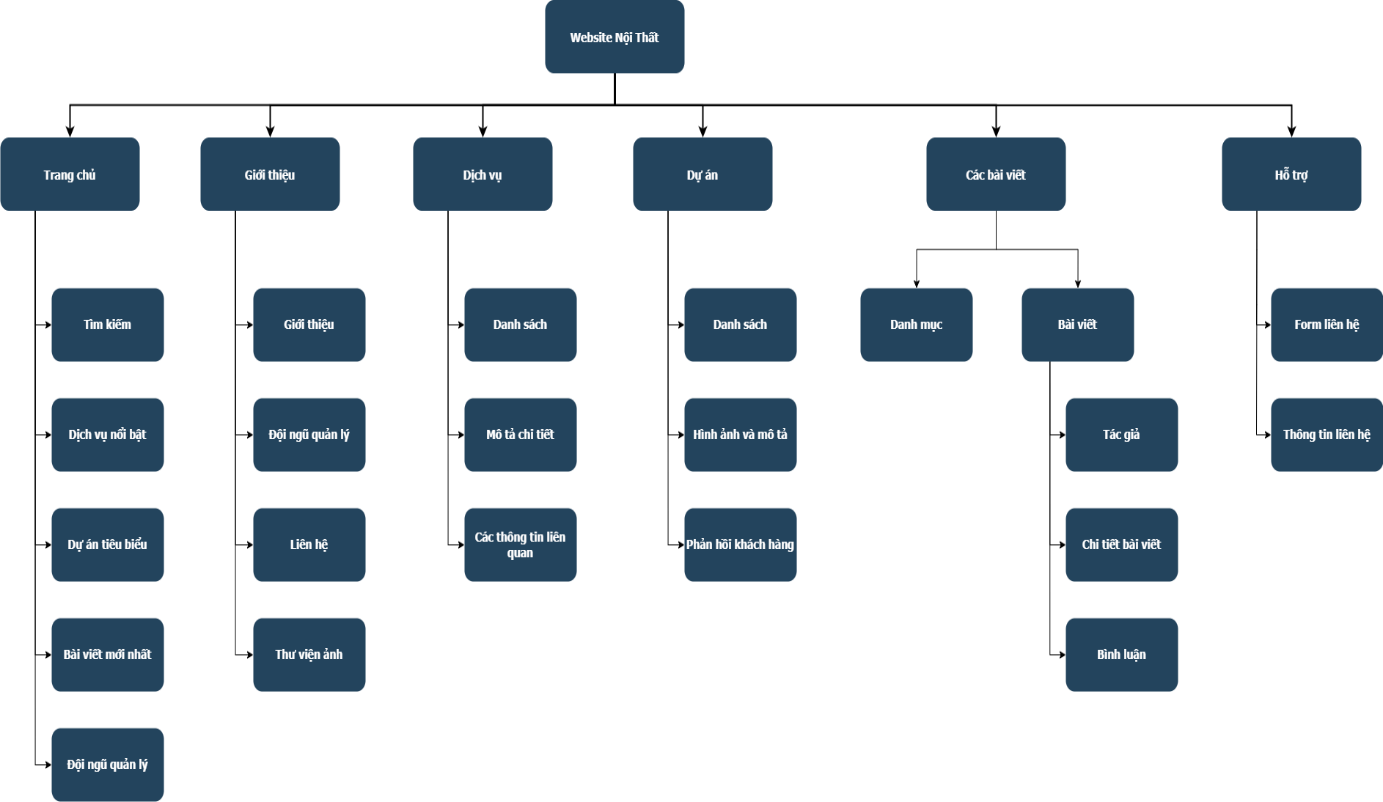 Website Nội Thất
Trang chủ
Giới thiệu
Dịch vụ
Dự án
Các bài viết
Hỗ trợ
Tìm kiếm
Giới thiệu
Danh sách
Danh sách
Danh mục
Bài viết
Form liên hệ
Dịch vụ nổi bật
Đội ngũ quản lý
Mô tả chi tiết
Hình ảnh và mô tả
Tác giả
Thông tin liên hệ
Dự án tiêu biểu
Liên hệ
Các thông tin liên
quan
Phản hồi khách hàng
Chi tiết bài viết
Bài viết mới nhất
Thư viện ảnh
Bình luận
Đội ngũ quản lý